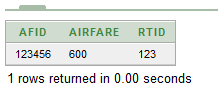 AFID AIRFARE RTID
123456 600 123
1 rows returned in 0.00 seconds